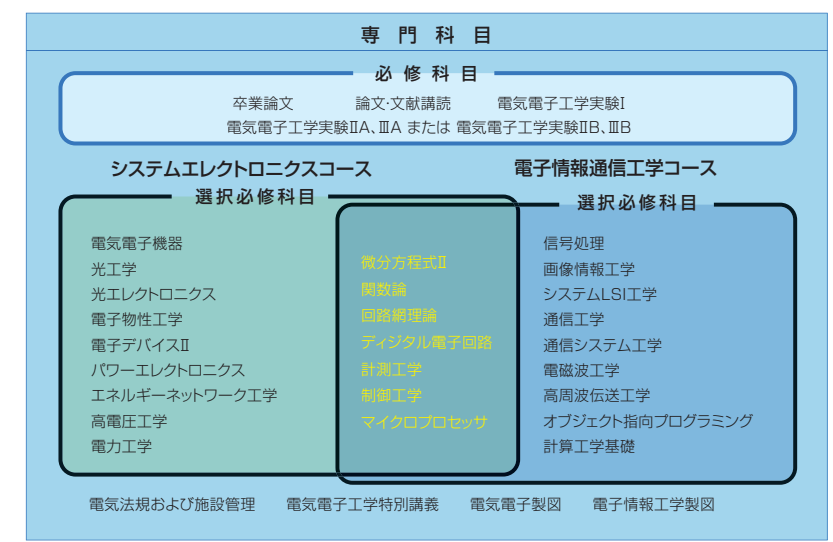 専門科目
必修科目
卒業論文 論文・文献講読 電気電子工学実験Ⅰ
電気電子工学実験ⅡA、ⅢA または 電気電子工学実験ⅡB、ⅢB
システムエレクトロニクスコース
選択必修科目
電気電子機器
光工学
光エレクトロニクス
電子物性工学
電子デバイスⅡ
パワーエレクトロニクス
エネルギーネットワーク工学
高電圧工学
電力工学
微分方程式Ⅱ
関数論
回路網理論
ディジタル電子回路
計測工学
制御工学
マイクロプロセッサ
電子情報通信工学コース
選択必修科目
信号処理
画像情報工学
システムLSI工学
通信工学
通信システム工学
電磁波工学
高周波伝送工学
オブジェクト指向プログラミング
計算工学基礎
電気法規および施設管理 電気電子工学特別講義 電気電子製図 電子情報工学製図